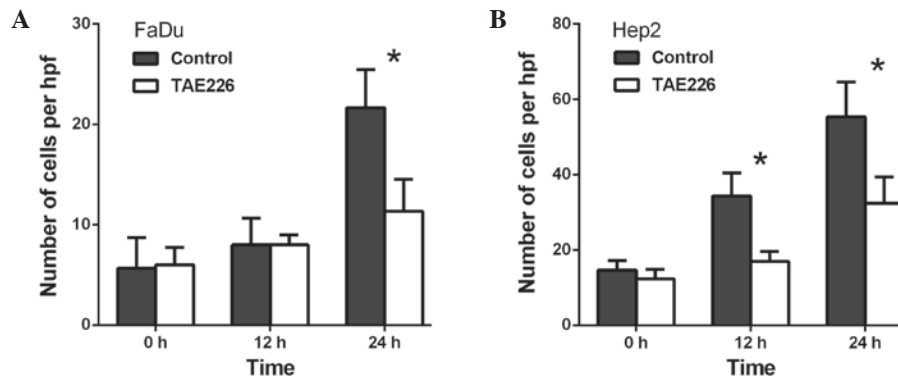 A
FaDu
Control
TAE226
*
Number of cells per hpf
30
20
10
0
0 h
12 h
24 h
Time
B
Hep2
Control
TAE226
*
*
Number of cells per hpf
80
60
40
20
0
0 h
12 h
24 h
Time